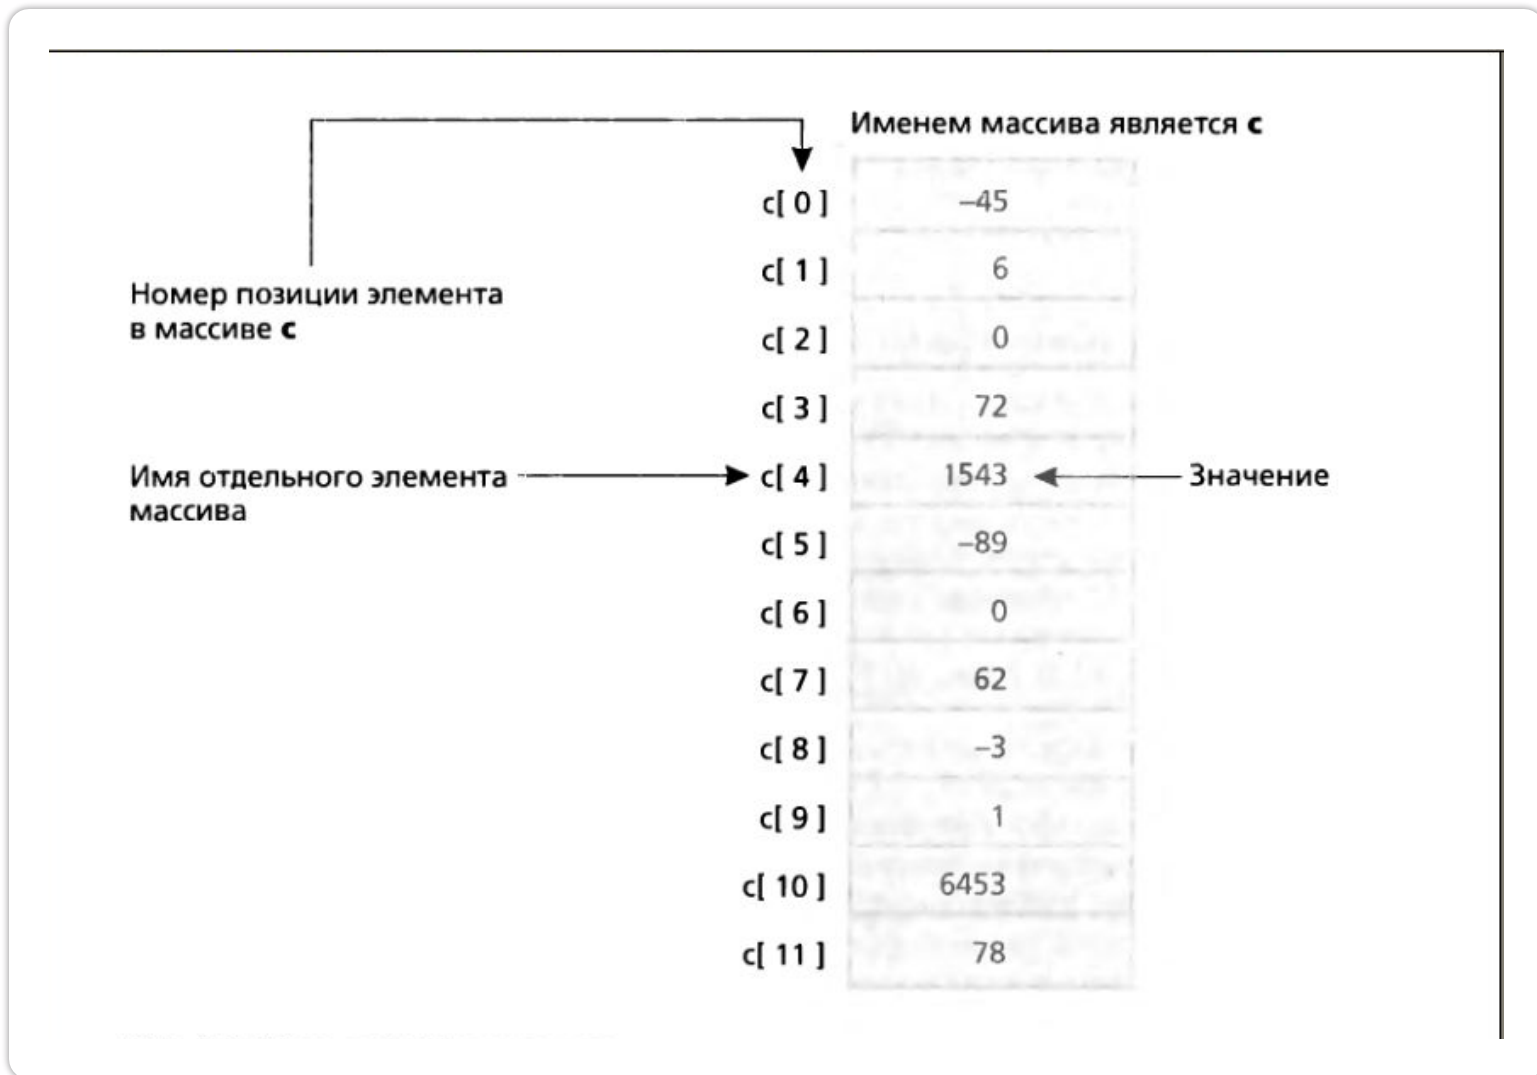 Именем массива является c
c[ 0 ] –45
c[ 1 ] 6
Номер позиции элемента
в массиве c
c[ 2 ] 0
c[ 3 ] 72
Имя отдельного элемента
массива
c[ 4 ] 1543
Значение
c[ 5 ] –89
c[ 6 ] 0
c[ 7 ] 62
c[ 8 ] –3
c[ 9 ] 1
c[ 10 ] 6453
c[ 11 ] 78